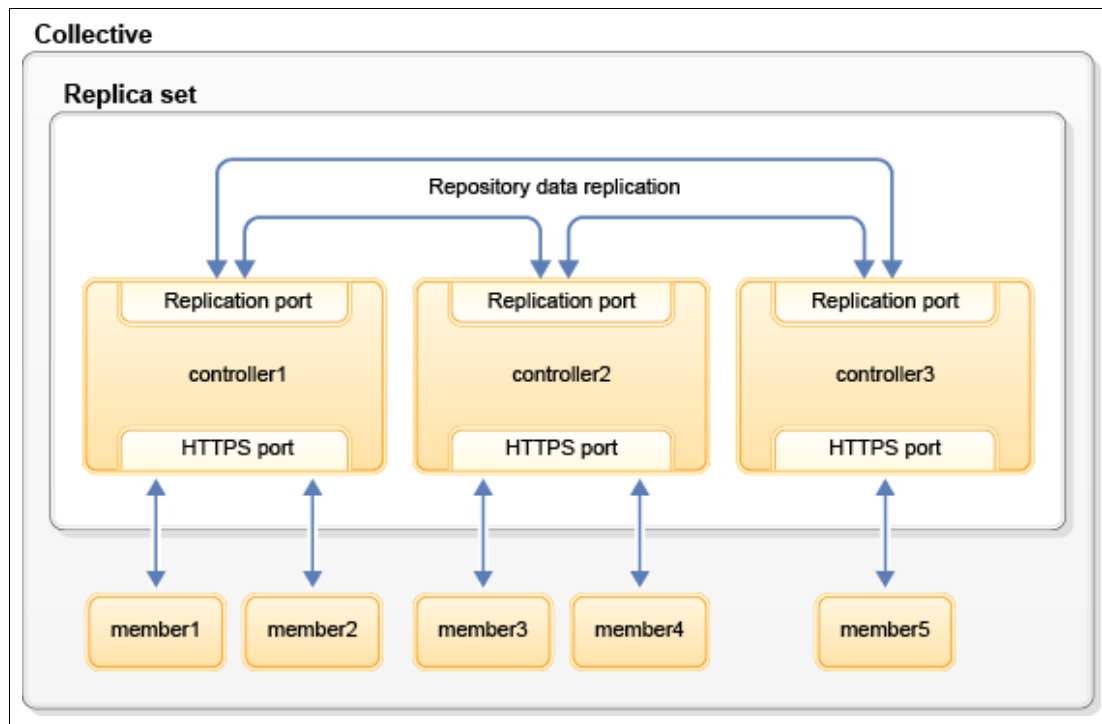 Collective
Replica set
Repository data replication
Replication port
Replication port
Replication port
controller1
controller2
controller3
HTTPS port
HTTPS port
HTTPS port
member1
member2
member3
member4
member5